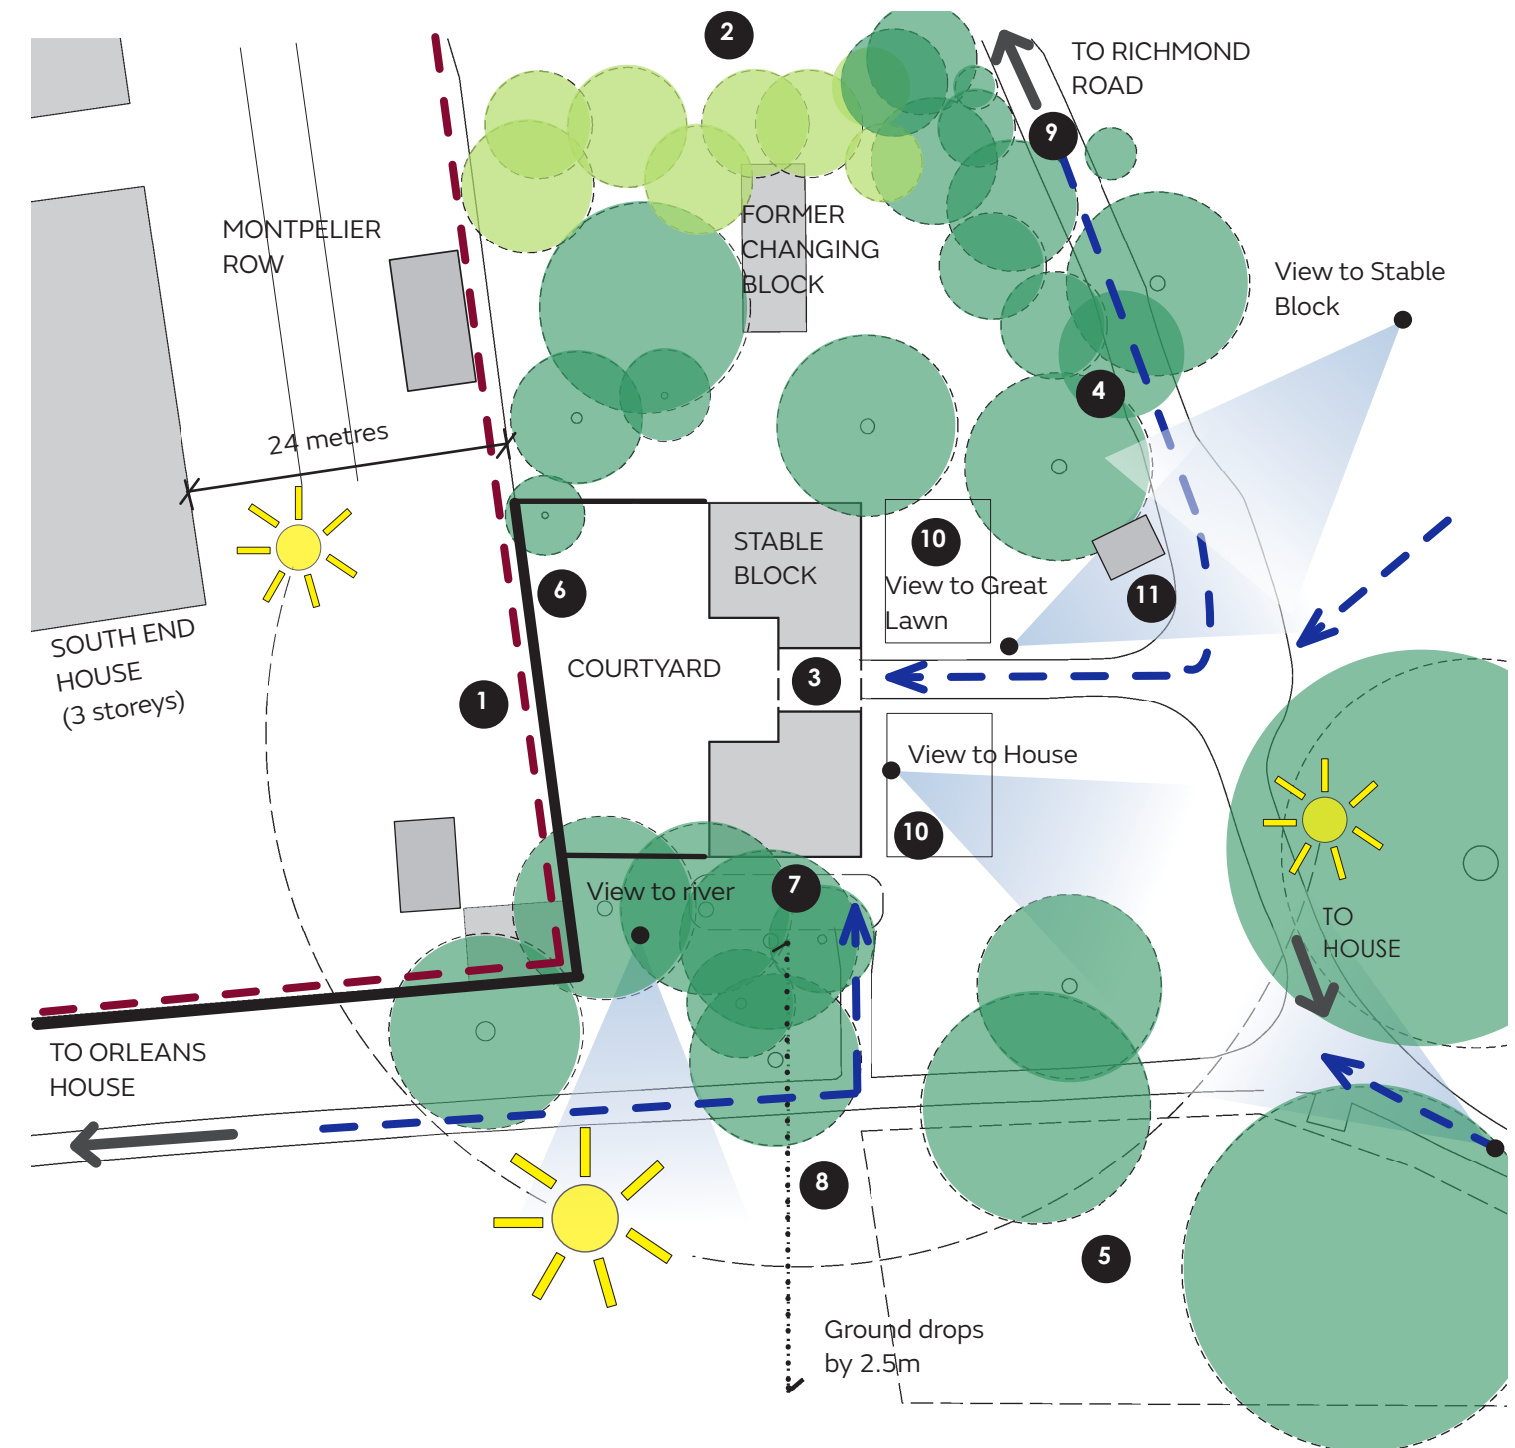 2
TO RICHMOND
ROAD
9
MONTPELIER
ROW
FORMER
CHANGING
BLOCK
View to Stable
Block
4
24 metres
STABLE
BLOCK
10
6
View to Great
Lawn
11
SOUTH END
HOUSE
(3 storeys)
COURTYARD
3
1
View to House
10
7
View to river
TO
HOUSE
TO ORLEANS
HOUSE
8
5
Ground drops
by 2.5m